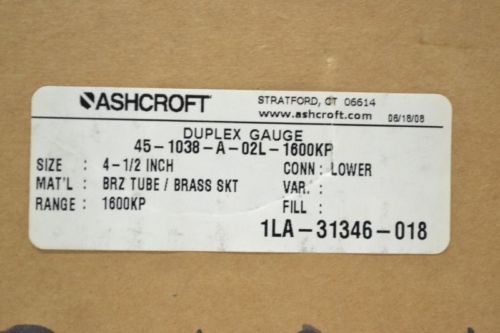 ASHCROFT
STRATFORD, CT 06614
www.ashcroft.com 06/18/08
DUPLEX GAUGE
45-1038-A-02L-1600KP
SIZE : 4-1/2 INCH CONN: LOWER
MAT'L : BRZ TUBE / BRASS SKT VAR. :
RANGE : 1600KP FILL :
1LA-31346-018